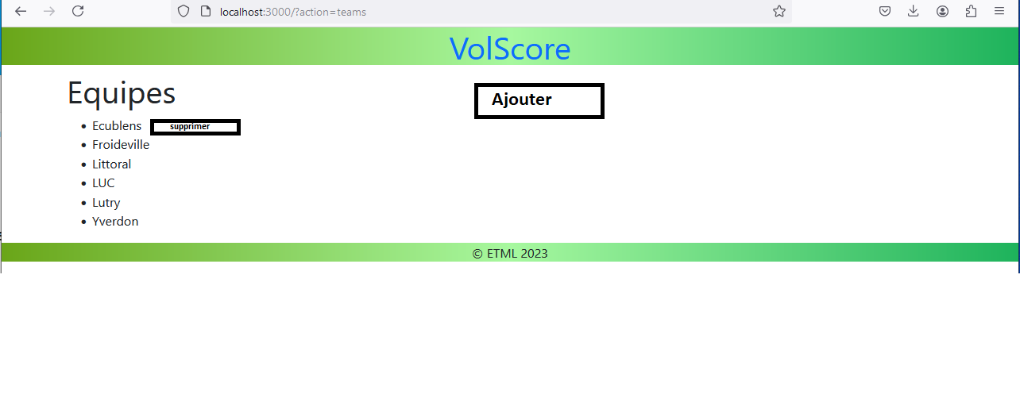 localhost:3000/?action=teams
VolScore
Equipes
Ajouter
Ecublens supprimer
Froideville
Littoral
LUC
Lutry
Yverdon
© ETML 2023